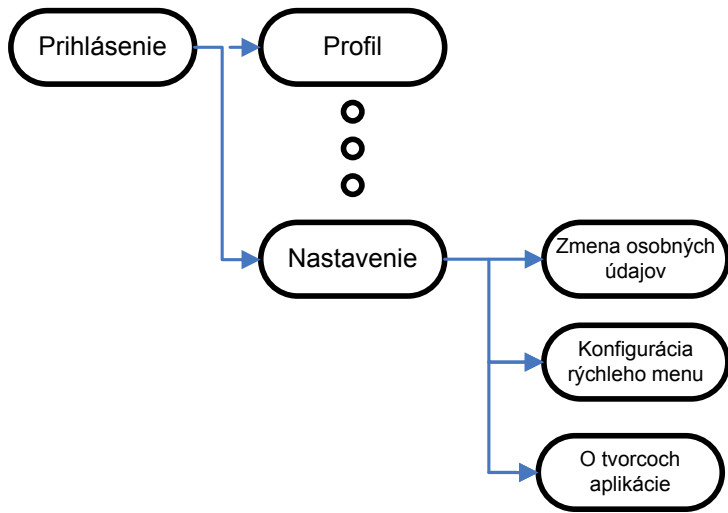 Prihlásenie
Profil
Nastavenie
Zmena osobných
údajov
Konfigurácia
rýchleho menu
O tvorcoch
aplikácie